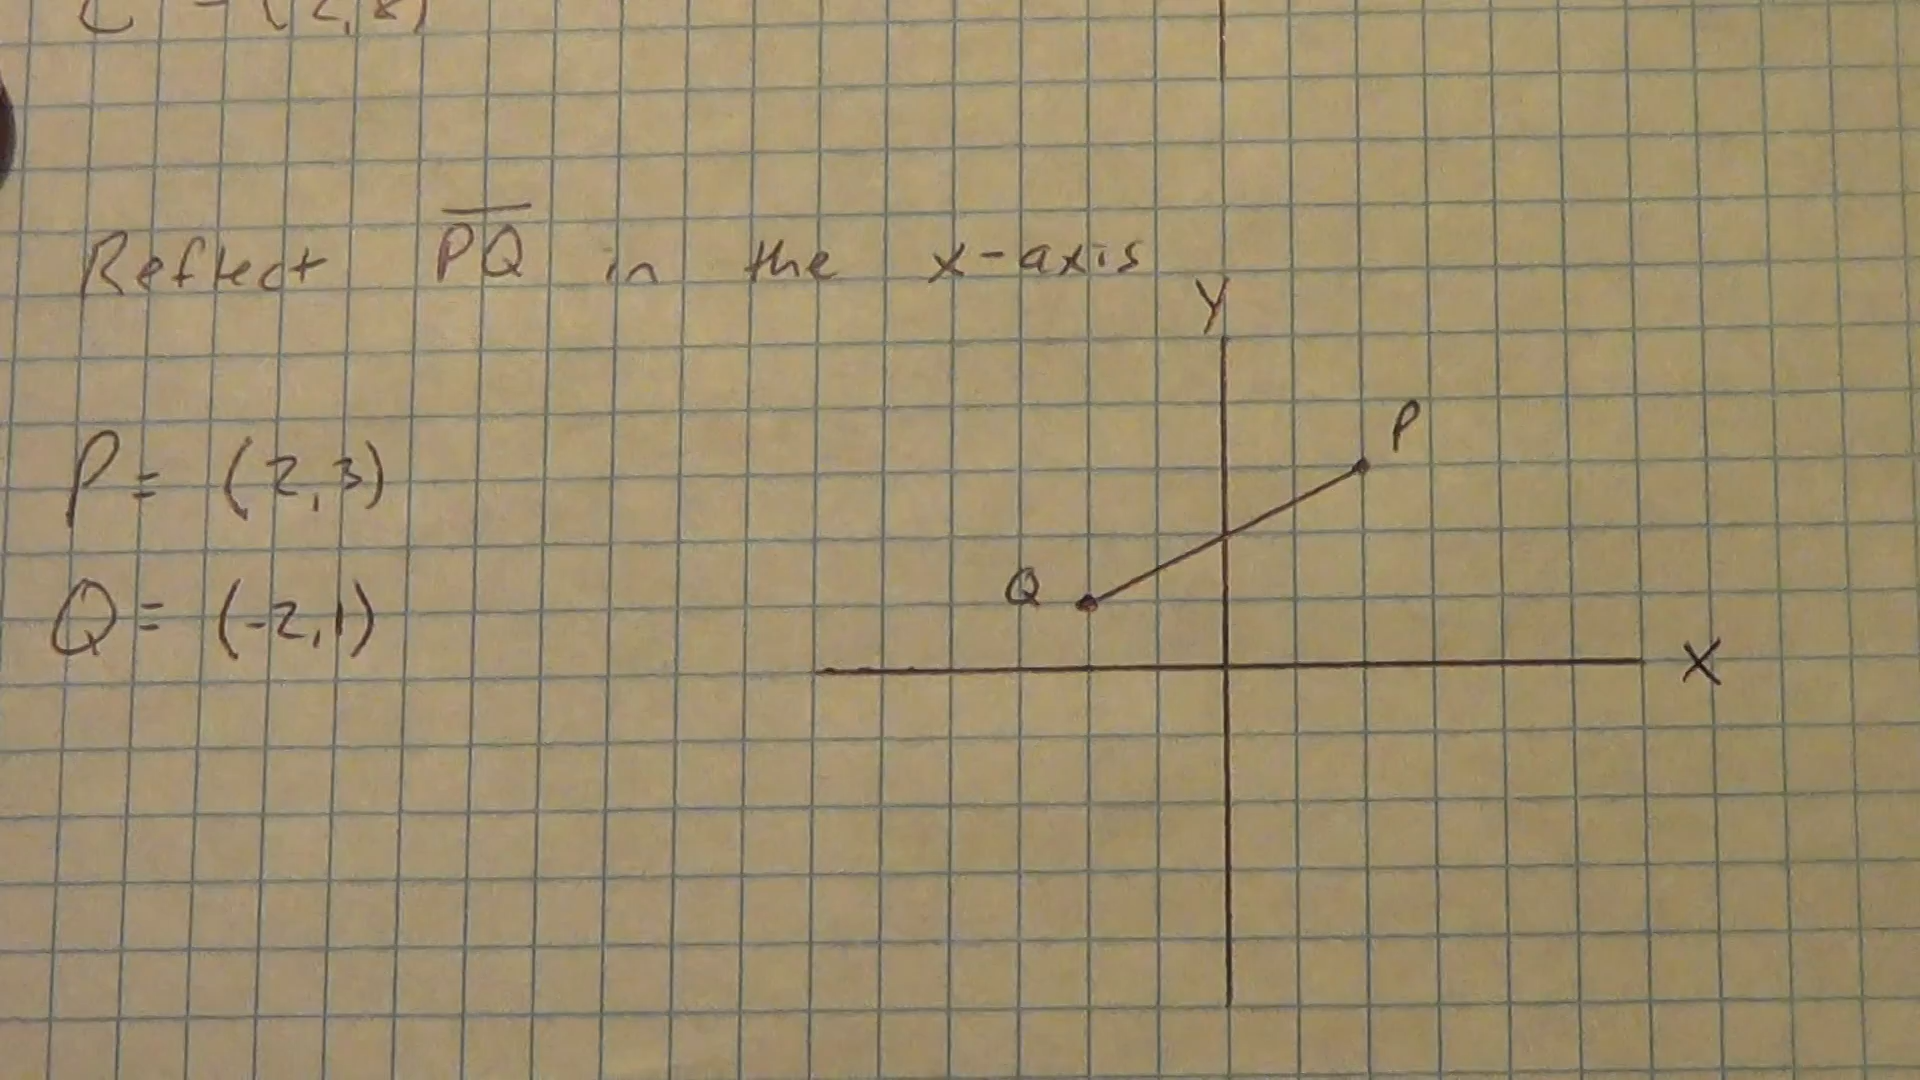 Reflect PQ in the x-axis
Y
P
P = (2,3)
Q
Q = (-2,1)
X